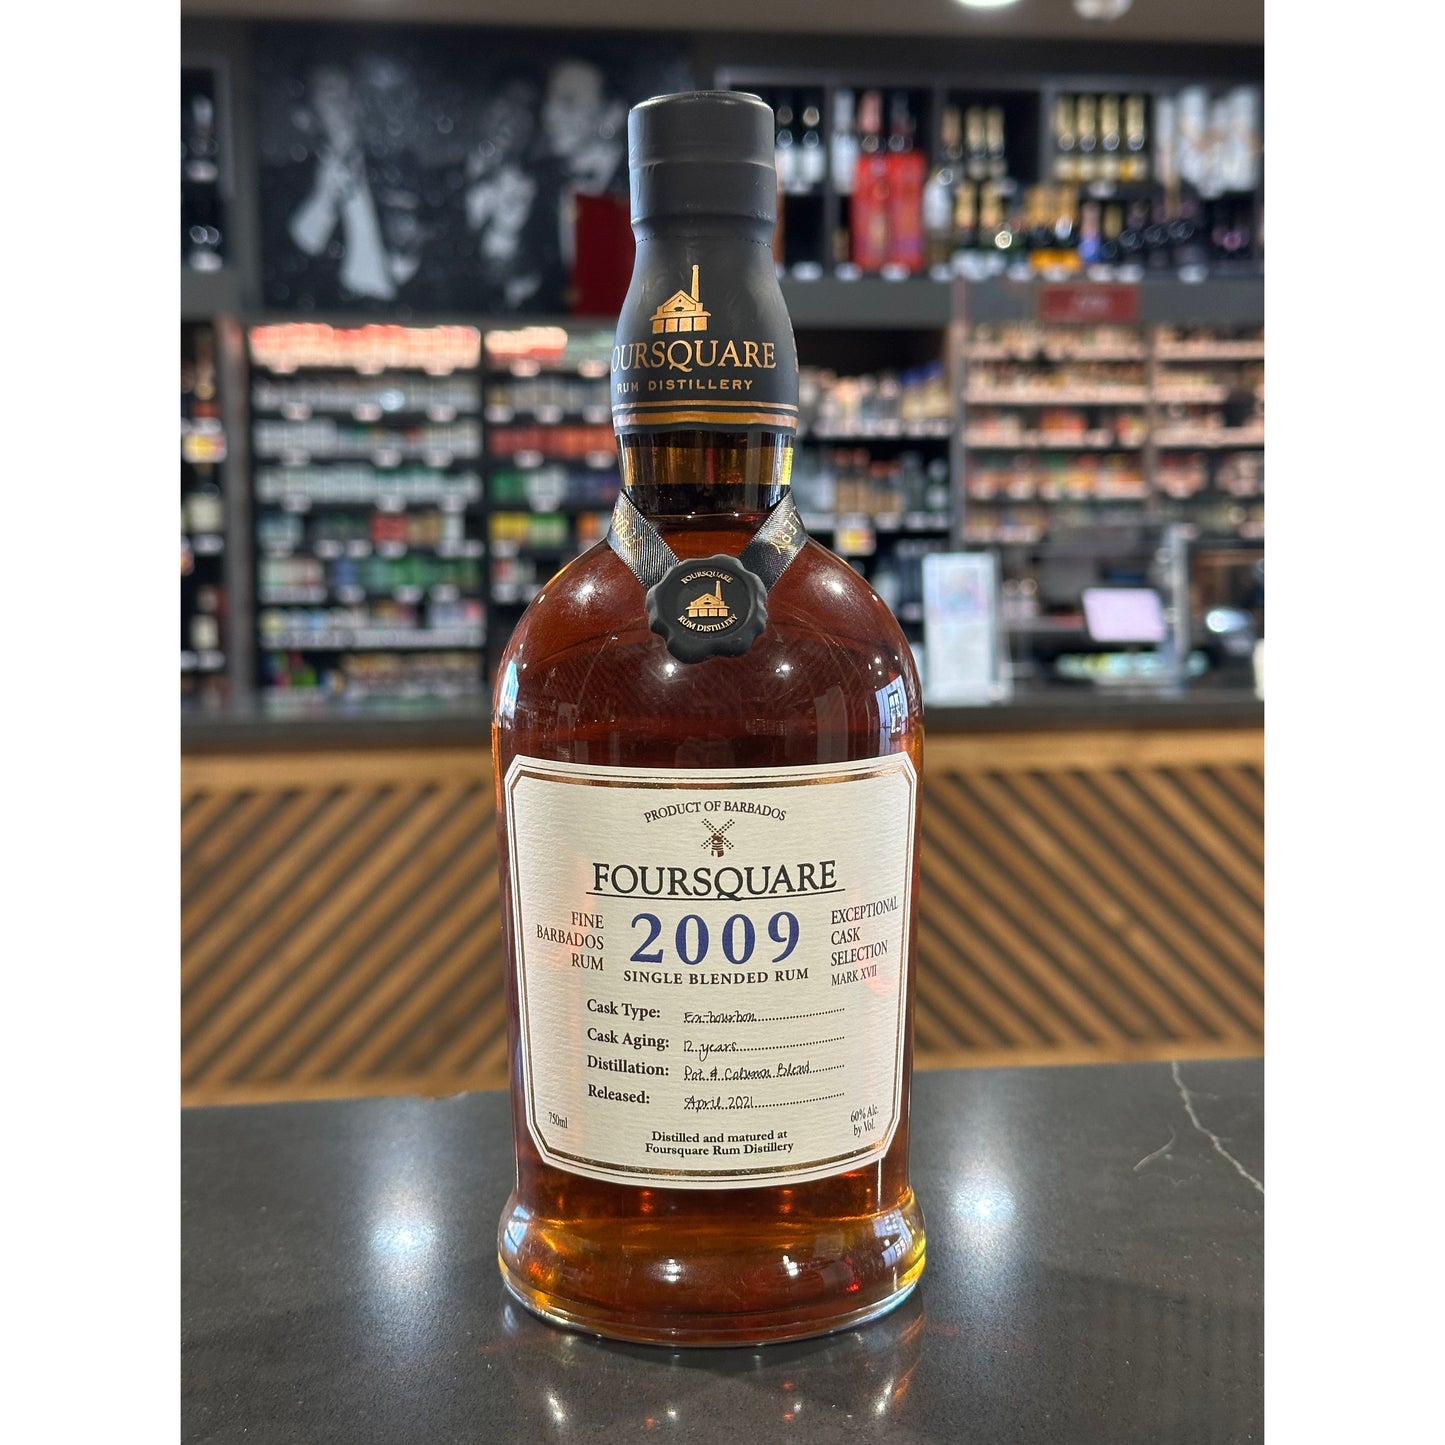 OURSQUARE
RUM DISTILLERY
LLERY
FOURSQUARE
RUM DISTILLERY
PRODUCT OF BARBADOS
FOURSQUARE
FINE
BARBADOS
RUM
2009
SINGLE BLENDED RUM
EXCEPTIONAL
CASK
SELECTION
MARK XVII
Cask Type: Ex-bourbon
Cask Aging: 12 years
Distillation: Pot & Column Blend
Released: April 2021
750ml
60% Alc.
by Vol.
Distilled and matured at
Foursquare Rum Distillery